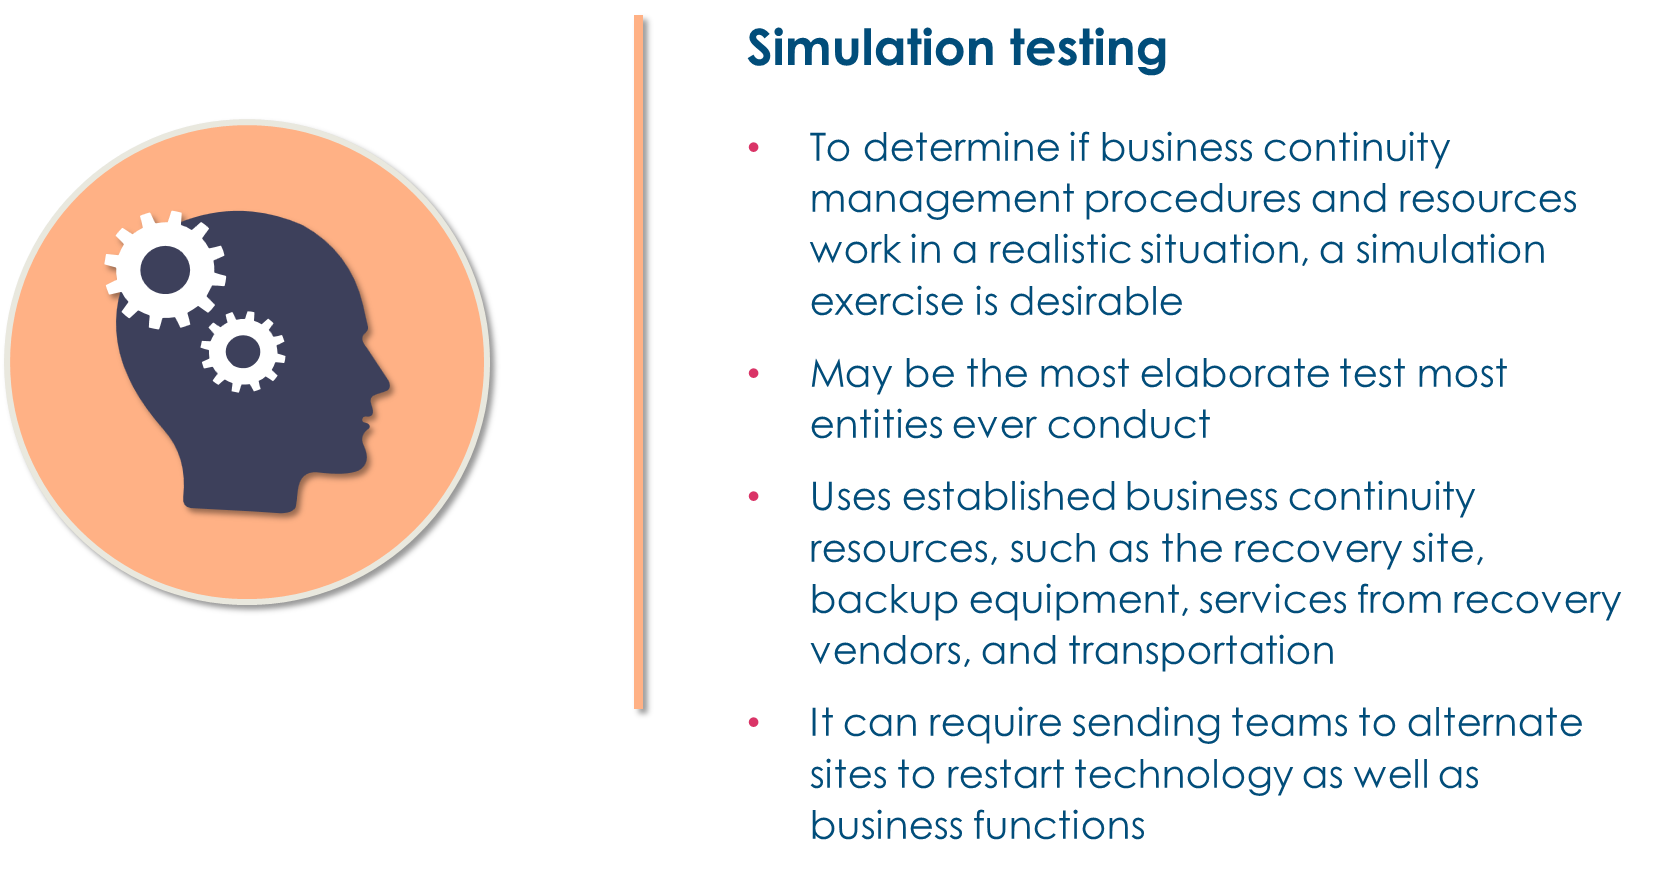 Simulation testing
• To determine if business continuity
management procedures and resources
work in a realistic situation, a simulation
exercise is desirable
• May be the most elaborate test most
entities ever conduct
• Uses established business continuity
resources, such as the recovery site,
backup equipment, services from recovery
vendors, and transportation
• It can require sending teams to alternate
sites to restart technology as well as
business functions